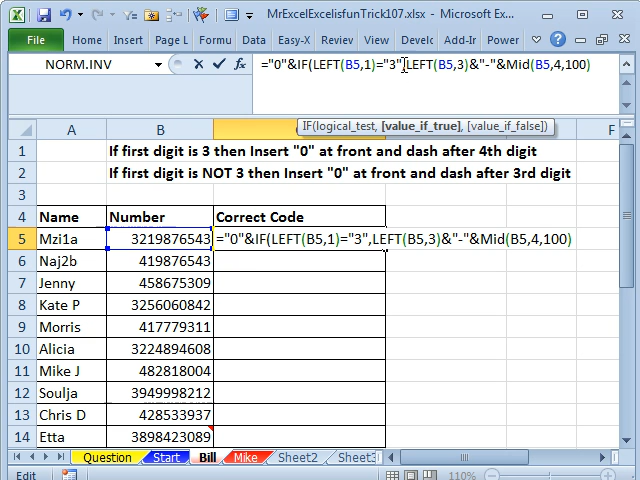 MrExcelExcelisfunTrick107.xlsx - Microsoft Ex...
File Home Insert Page L Formu Data Review View Develc Add-Ir Power
NORM.INV ="0"&IF(LEFT(B5,1)="3",LEFT(B5,3)&"-"&Mid(B5,4,100)
IF(logical_test, [value_if_true], [value_if_false])
A B F
1 If first digit is 3 then Insert "0" at front and dash after 4th digit
2 If first digit is NOT 3 then Insert "0" at front and dash after 3rd digit
3
4 Name Number Correct Code
5 Mzi1a 3219876543 ="0"&IF(LEFT(B5,1)="3",LEFT(B5,3)&"-"&Mid(B5,4,100)
6 Naj2b 419876543
7 Jenny 458675309
8 Kate P 3256060842
9 Morris 417779311
10 Alicia 3224894608
11 Mike J 482818004
12 Soulja 3949998212
13 Chris D 428533937
14 Etta 3898423089
Question Start Bill Mike Sheet2 Sheet3
Edit 110%